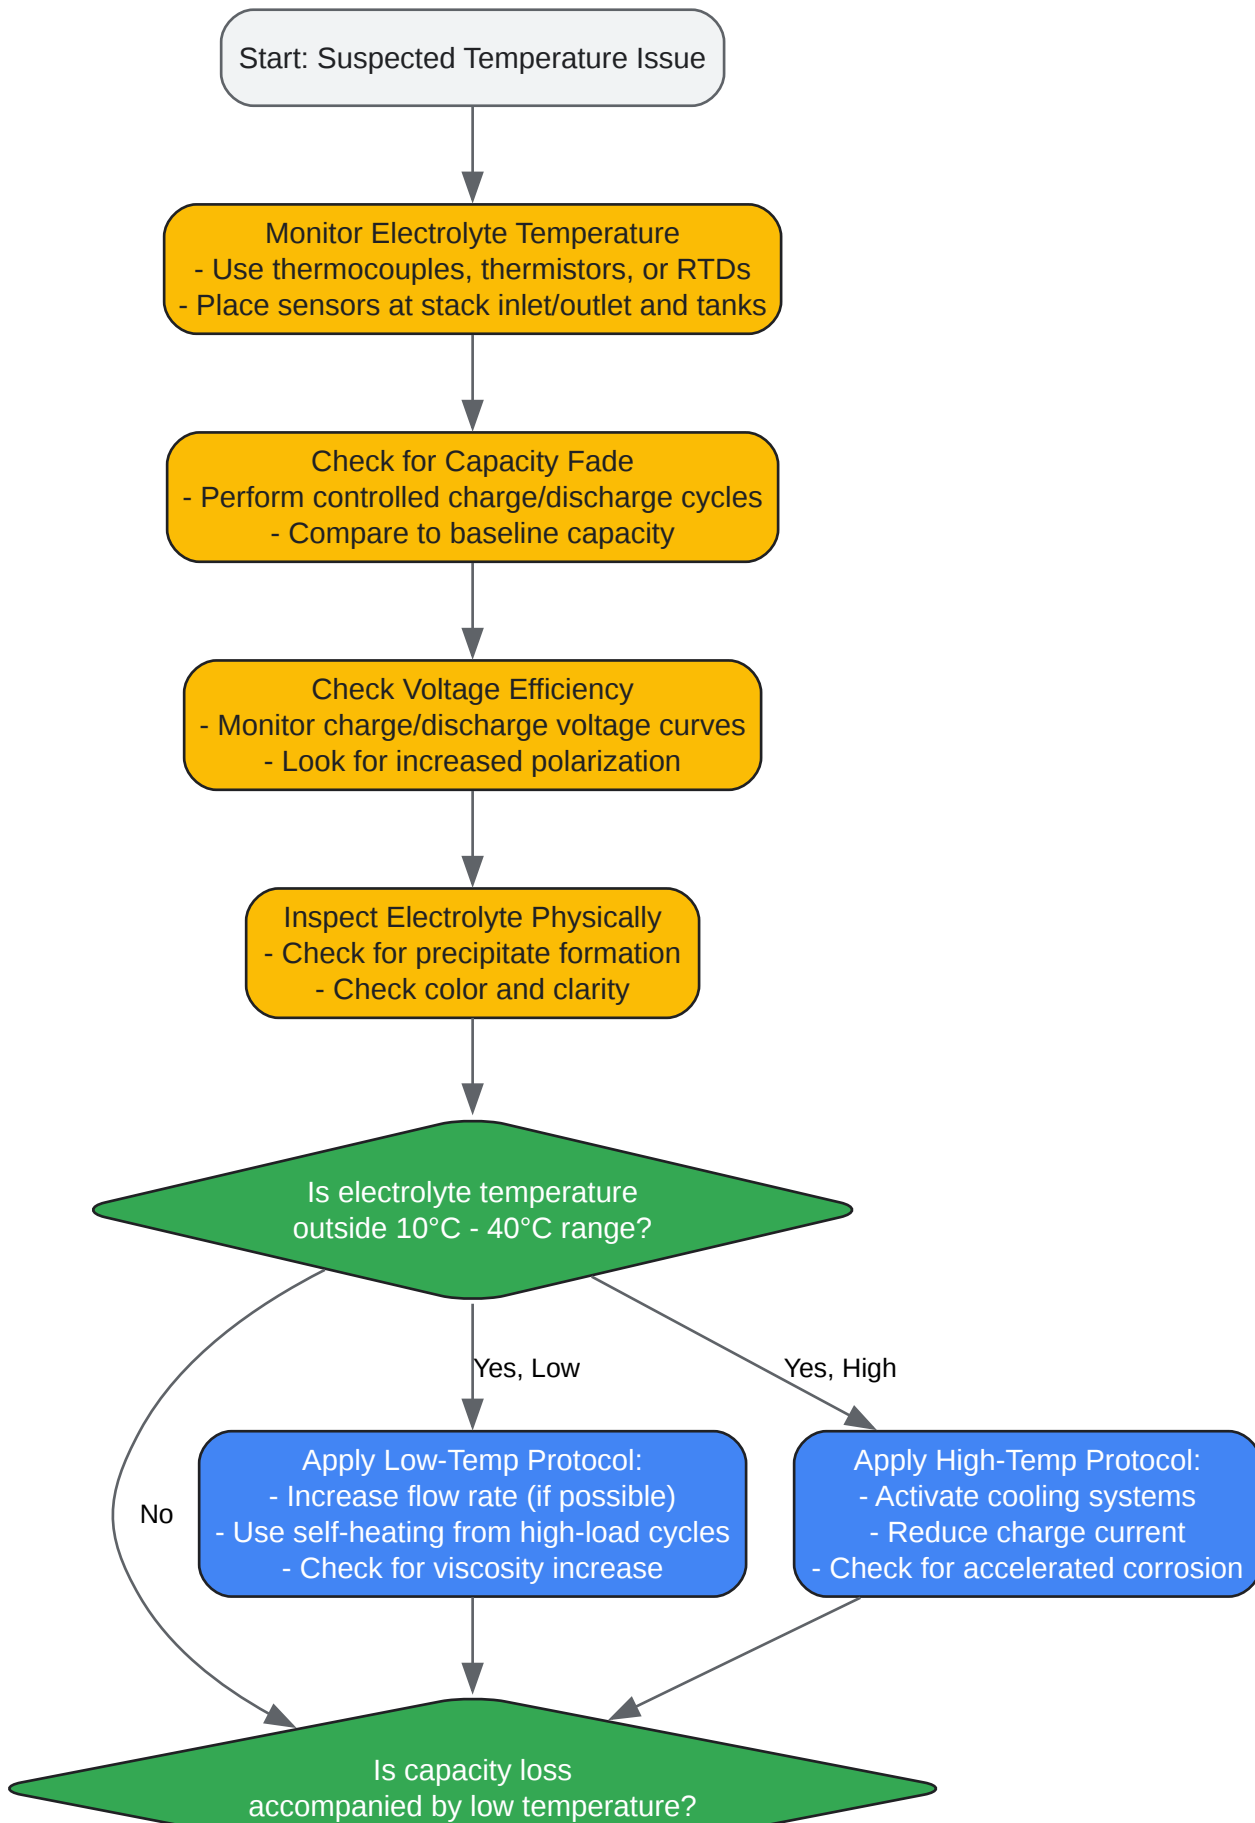 Start: Suspected Temperature Issue
Monitor Electrolyte Temperature
- Use thermocouples, thermistors, or RTDs
- Place sensors at stack inlet/outlet and tanks
Check for Capacity Fade
- Perform controlled charge/discharge cycles
- Compare to baseline capacity
Check Voltage Efficiency
- Monitor charge/discharge voltage curves
- Look for increased polarization
Inspect Electrolyte Physically
- Check for precipitate formation
- Check color and clarity
Is electrolyte temperature
outside 10°C - 40°C range?
Yes, Low
Yes, High
No
Apply Low-Temp Protocol:
- Increase flow rate (if possible)
- Use self-heating from high-load cycles
- Check for viscosity increase
Apply High-Temp Protocol:
- Activate cooling systems
- Reduce charge current
- Check for accelerated corrosion
Is capacity loss
accompanied by low temperature?